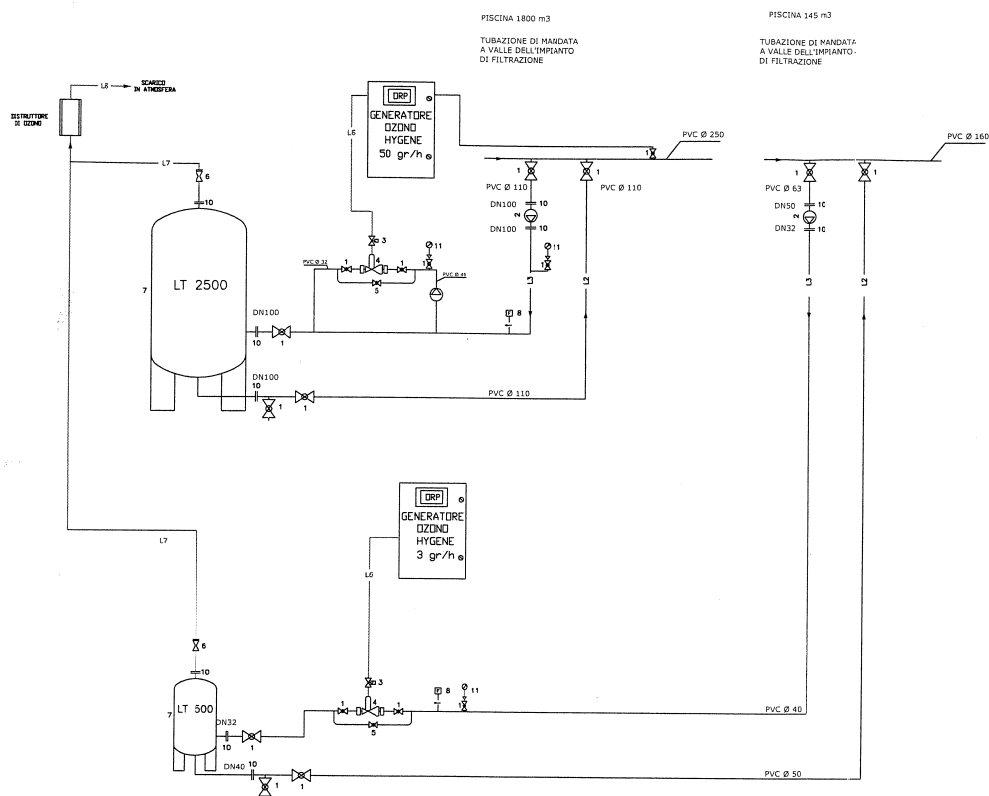 PISCINA 1800 m3
TUBAZIONE DI MANDATA
A VALLE DELL'IMPIANTO
DI FILTRAZIONE
PISCINA 145 m3
TUBAZIONE DI MANDATA
A VALLE DELL'IMPIANTO
DI FILTRAZIONE
L8
SCARICO
IN ATMOSFERA
DISTRUTTORE
DI OZONO
ORP
GENERATORE
OZONO
HYGENE
50 gr/h
L6
1
PVC Ø 250
PVC Ø 160
L7
6
10
1
1
1
1
PVC Ø 110
PVC Ø 110
PVC Ø 63
DN100
10
2
DN100
10
DN50
10
2
DN32
10
3
11
1
4
1
1
PVC Ø 32
5
PVC Ø 40
11
1
L3
L2
L3
L2
7
LT 2500
DN100
10
1
F
8
DN100
10
1
1
PVC Ø 110
ORP
GENERATORE
OZONO
HYGENE
3 gr/h
L7
L6
6
10
3
1
4
1
5
F
8
11
1
PVC Ø 40
7
LT 500
DN32
10
1
DN40
10
1
1
PVC Ø 50